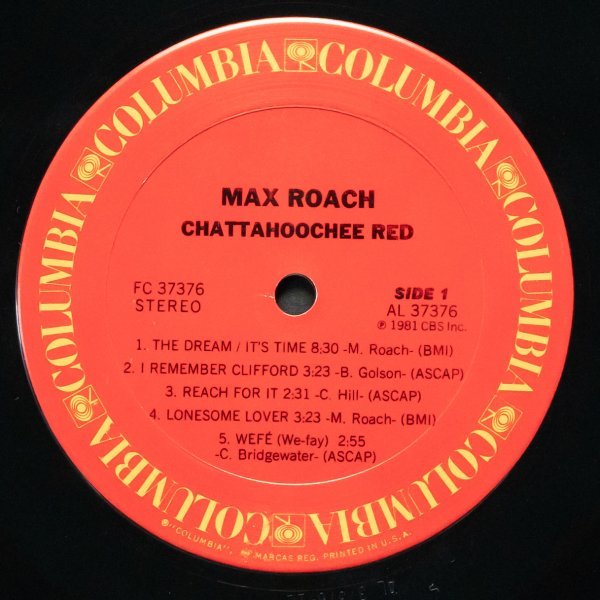 COLUMBIA COLUMBIA COLUMBIA COLUMBIA COLUMBIA COLUMBIA COLUMBIA COLUMBIA
MAX ROACH
CHATTAHOOCHEE RED
FC 37376
STEREO
SIDE 1
AL 37376
℗ 1981 CBS Inc.
1. THE DREAM / IT'S TIME 8:30 -M. Roach- (BMI)
2. I REMEMBER CLIFFORD 3:23 -B. Golson- (ASCAP)
3. REACH FOR IT 2:31 -C. Hill- (ASCAP)
4. LONESOME LOVER 3:23 -M. Roach- (BMI)
5. WEFÉ (We-fay) 2:55
-C. Bridgewater- (ASCAP)
"COLUMBIA", MARCAS REG. PRINTED IN U.S.A.